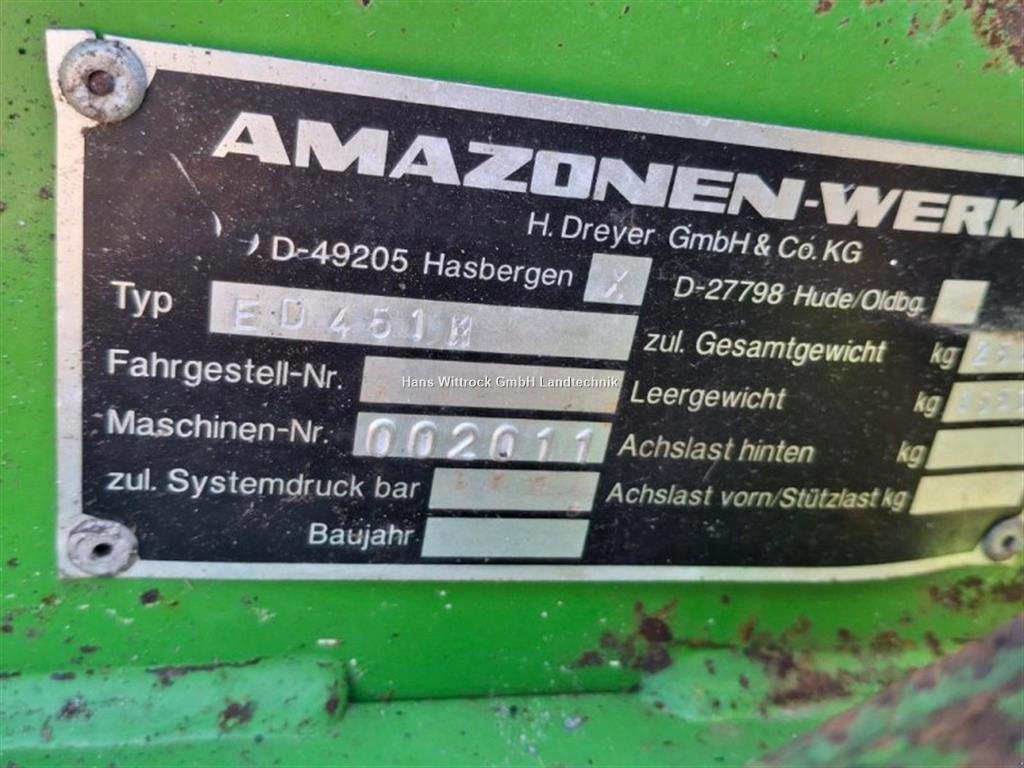 AMAZONEN-WERK
H. Dreyer GmbH & Co. KG
D-49205 Hasbergen X D-27798 Hude/Oldbg.
Typ ED 451 M zul. Gesamtgewicht kg
Fahrgestell-Nr. Leergewicht kg
Hans Wittrock GmbH Landtechnik
Maschinen-Nr. 002011 Achslast hinten kg
zul. Systemdruck bar Achslast vorn/Stützlast kg
Baujahr